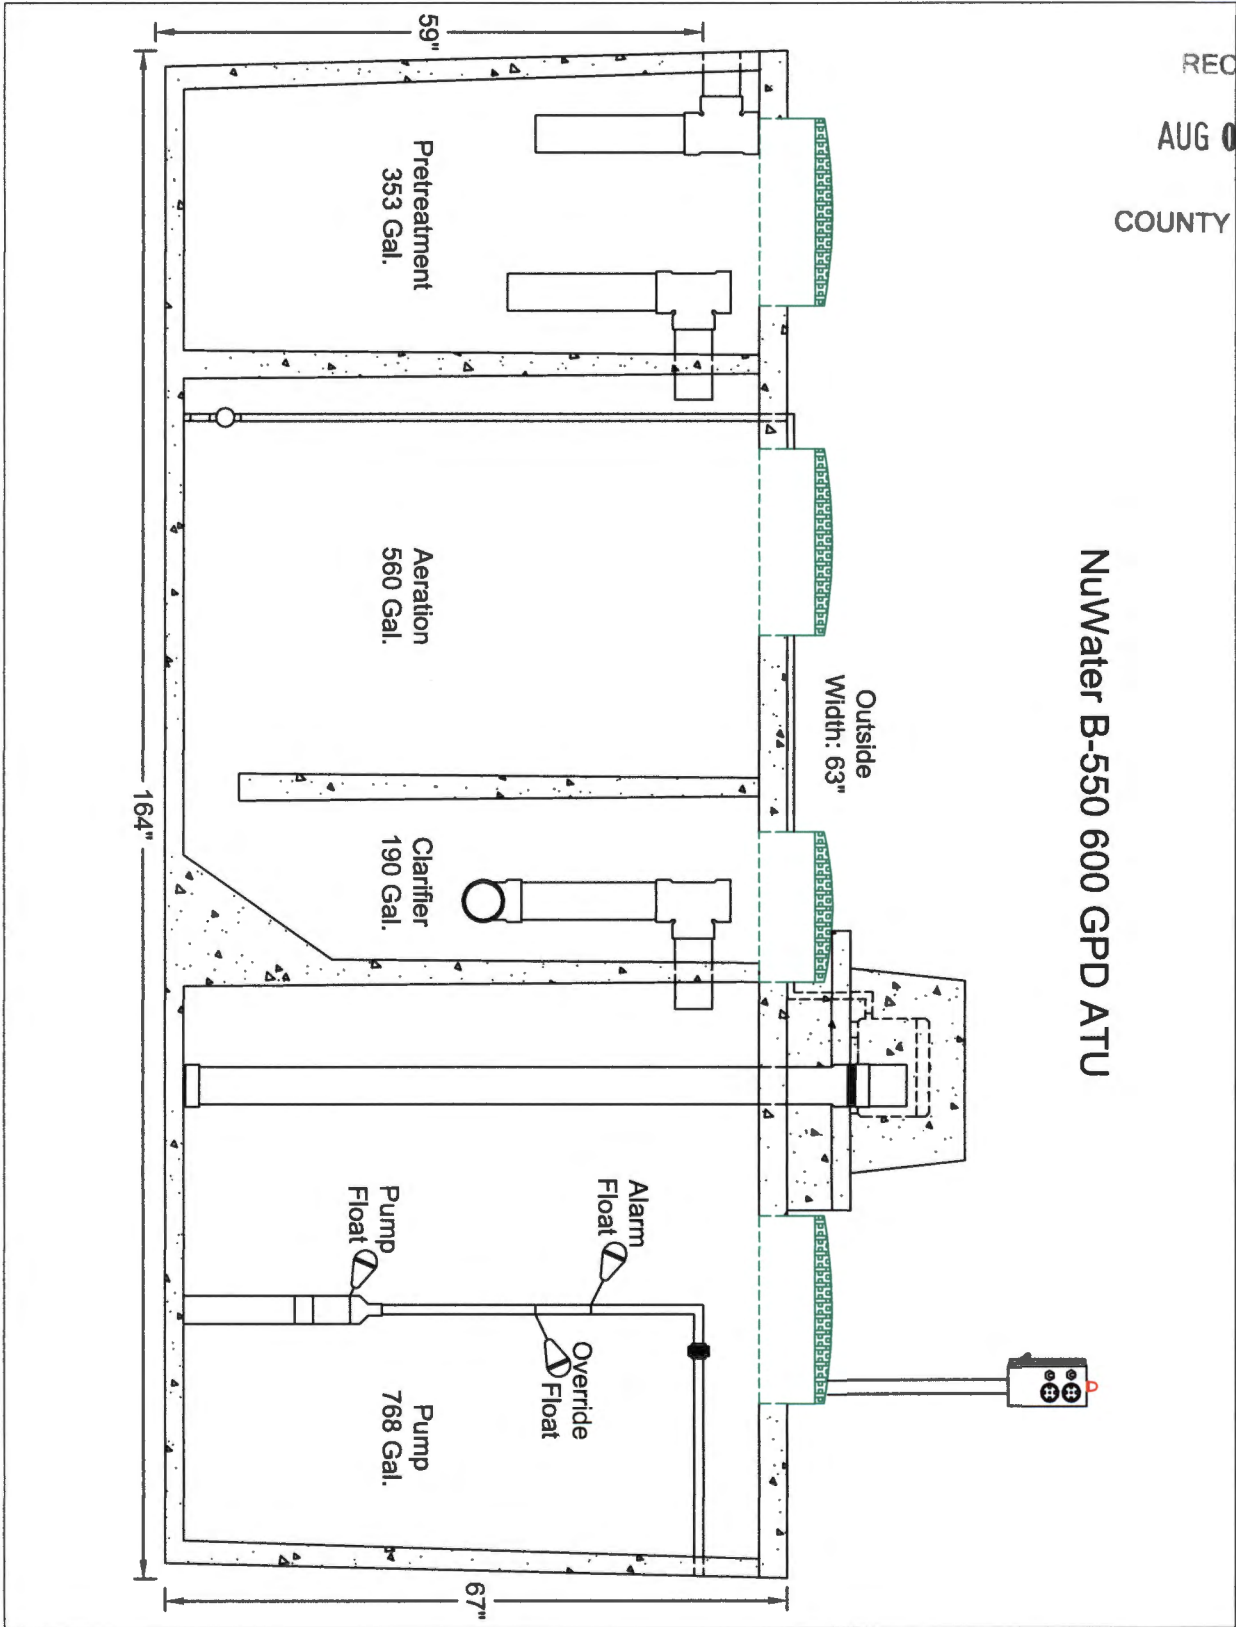 REC
AUG 0
COUNTY
NuWater B-550 600 GPD ATU
Outside
Width: 63"
59"
Pretreatment
353 Gal.
Aeration
560 Gal.
Clarifier
190 Gal.
Alarm
Float
Pump
Float
Override
Float
Pump
768 Gal.
164"
67"